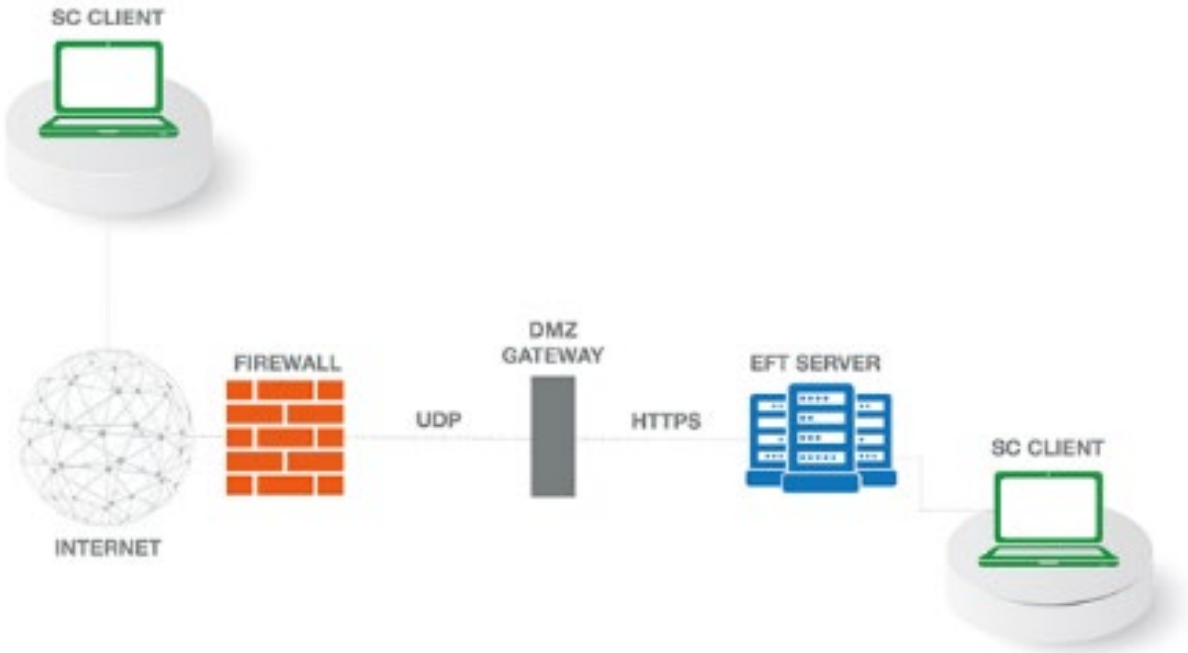 SC CLIENT
DMZ
GATEWAY
FIREWALL
EFT SERVER
UDP
HTTPS
SC CLIENT
INTERNET